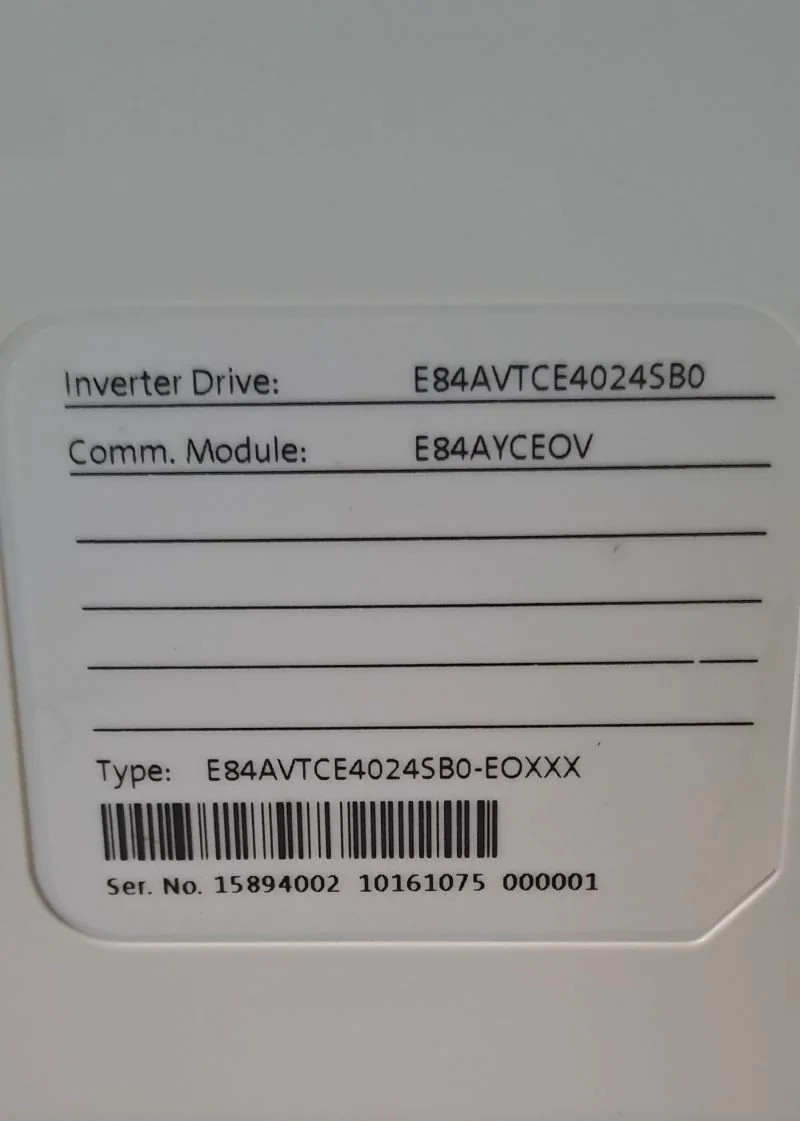 Inverter Drive: E84AVTCE4024SB0
Comm. Module: E84AYCEOV
Type: E84AVTCE4024SB0-EOXXX
Ser. No. 15894002 10161075 000001